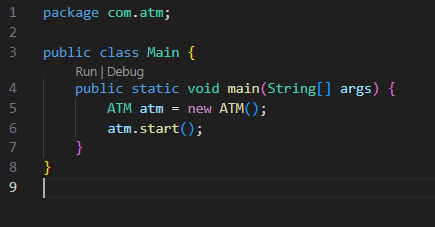 1 package com.atm;
2
3 public class Main {
Run | Debug
4 public static void main(String[] args) {
5 ATM atm = new ATM();
6 atm.start();
7 }
8 }
9